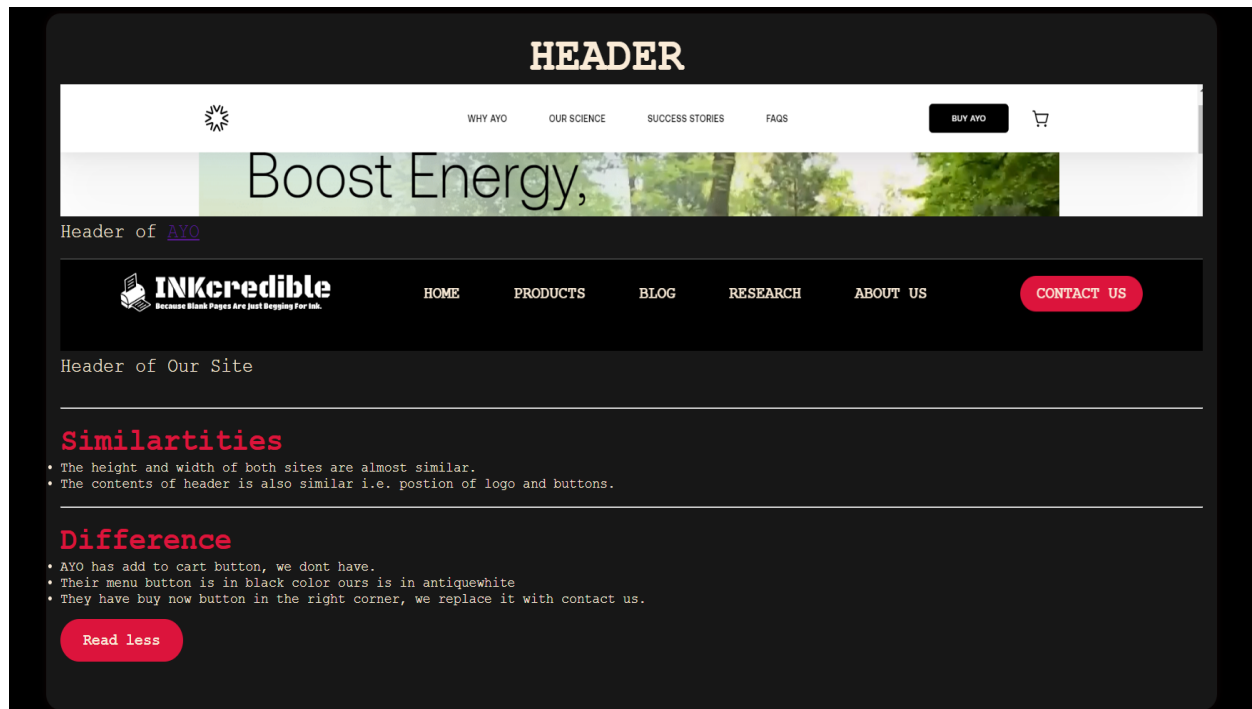 HEADER
WHY AYO OUR SCIENCE SUCCESS STORIES FAQS BUY AYO
Boost Energy,
Header of AYO
INKcredible
Because Blank Pages Are Just Begging For Ink.
HOME PRODUCTS BLOG RESEARCH ABOUT US CONTACT US
Header of Our Site
Similartities
• The height and width of both sites are almost similar.
• The contents of header is also similar i.e. postion of logo and buttons.
Difference
• AYO has add to cart button, we dont have.
• Their menu button is in black color ours is in antiquewhite
• They have buy now button in the right corner, we replace it with contact us.
Read less